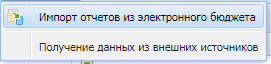 Импорт отчетов из электронного бюджета
Получение данных из внешних источников